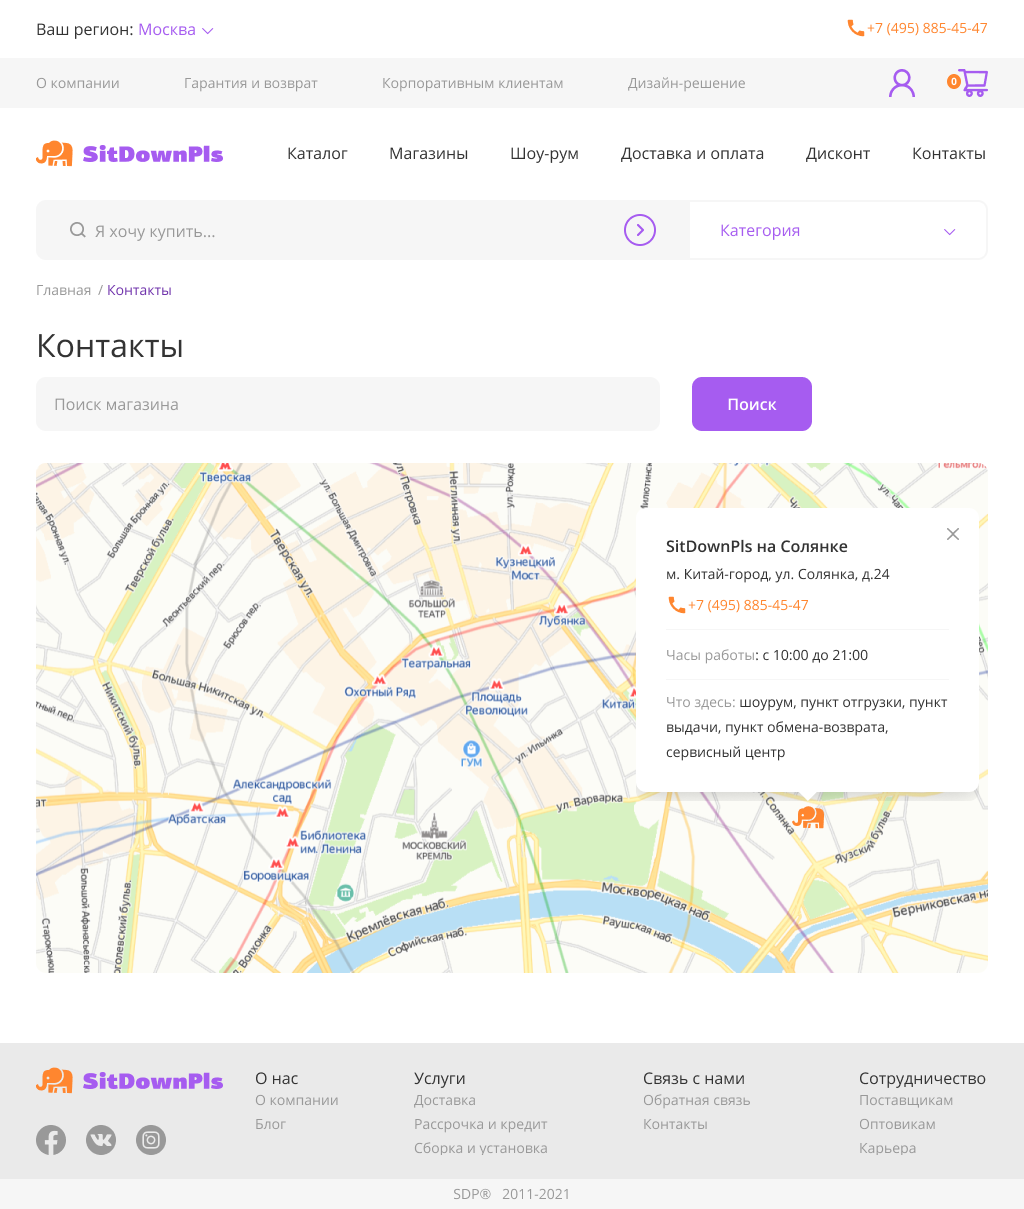 Ваш регион: Москва
+7 (495) 885-45-47
О компании
Гарантия и возврат
Корпоративным клиентам
Дизайн-решение
0
SitDownPls
Каталог
Магазины
Шоу-рум
Доставка и оплата
Дисконт
Контакты
Я хочу купить...
Категория
Главная / Контакты
Контакты
Поиск магазина
Поиск
Тверская
ул. Петровка
Неглинная ул.
ул. Рожде
Большая Бронная ул.
Тверской бульв.
ул. Большая Дмитровка
Тверская ул.
Кузнецкий
Мост
Леонтьевский пер.
БОЛЬШОЙ
ТЕАТР
Брюсов пер.
Лубянка
Театральная
Большая Никитская ул.
Охотный Ряд
Площадь
Революции
Китай
Никитский бульв.
ул. Ильинка
ГУМ
Александровский
сад
ат
Арбатская
ул. Варварка
Библиотека
им. Ленина
МОСКОВСКИЙ
КРЕМЛЬ
Боровицкая
ул. Солянка
Яузский бульв.
Москворецкая наб.
Кремлёвская наб.
Софийская наб.
Раушская наб.
Берниковская на
SitDownPls на Солянке
м. Китай-город, ул. Солянка, д.24
+7 (495) 885-45-47
Часы работы: с 10:00 до 21:00
Что здесь: шоурум, пункт отгрузки, пункт
выдачи, пункт обмена-возврата,
сервисный центр
SitDownPls
О нас
О компании
Блог
Услуги
Доставка
Рассрочка и кредит
Сборка и установка
Связь с нами
Обратная связь
Контакты
Сотрудничество
Поставщикам
Оптовикам
Карьера
SDP® 2011-2021